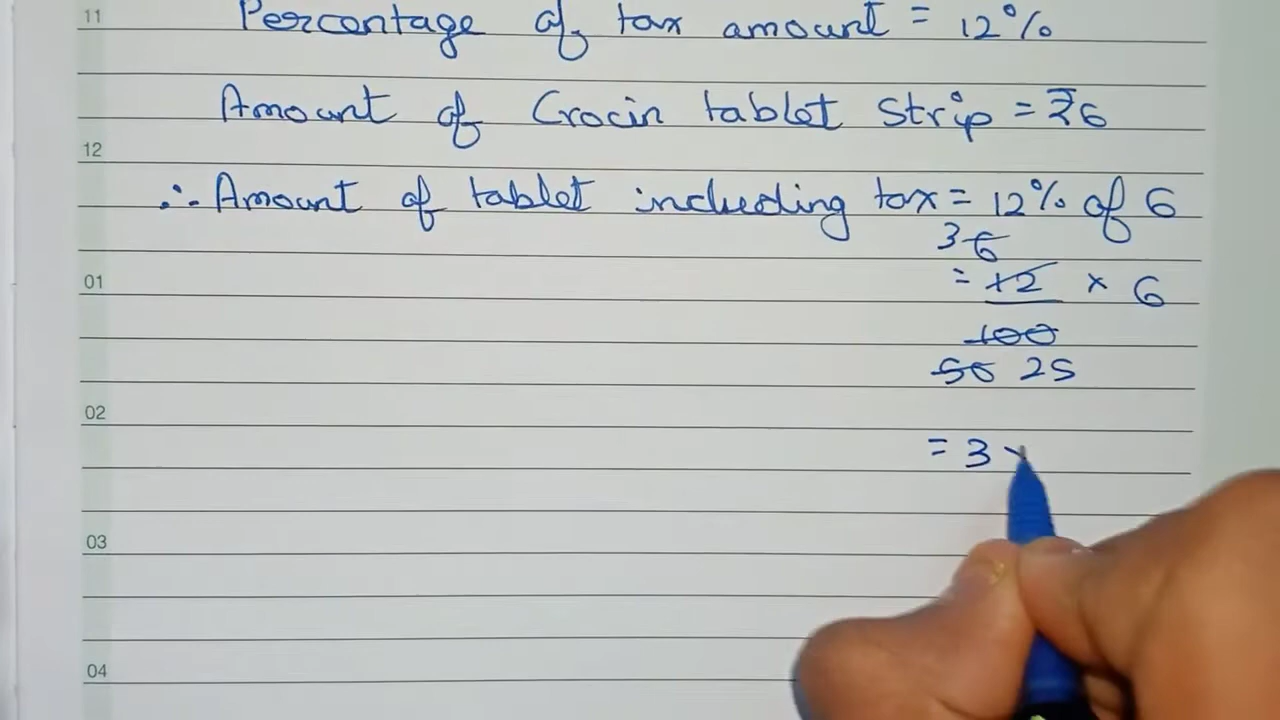 11
Percentage of tax amount = 12%
Amount of Crocin tablet strip = ₹6
12
∴ Amount of tablet including tax = 12% of 6
3 6
01
= 12 × 6
100
50 25
02
= 3 ×
03
04